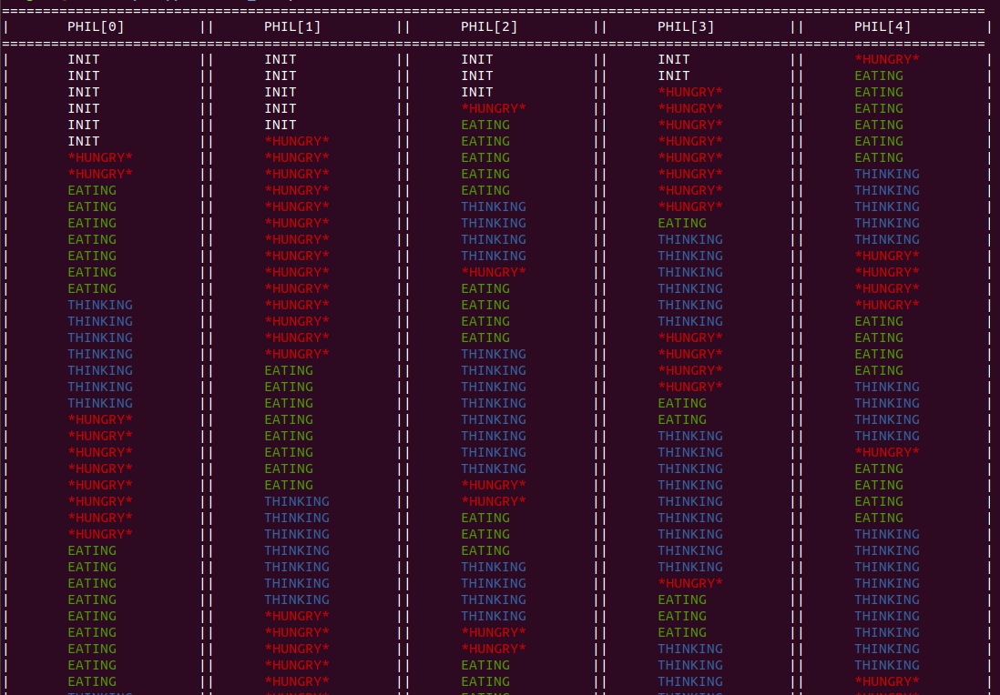 ========================================================================================================================
| PHIL[0] || PHIL[1] || PHIL[2] || PHIL[3] || PHIL[4] |
========================================================================================================================
| INIT || INIT || INIT || INIT || *HUNGRY* |
| INIT || INIT || INIT || INIT || EATING |
| INIT || INIT || INIT || *HUNGRY* || EATING |
| INIT || INIT || *HUNGRY* || *HUNGRY* || EATING |
| INIT || INIT || EATING || *HUNGRY* || EATING |
| INIT || *HUNGRY* || EATING || *HUNGRY* || EATING |
| *HUNGRY* || *HUNGRY* || EATING || *HUNGRY* || EATING |
| *HUNGRY* || *HUNGRY* || EATING || *HUNGRY* || THINKING |
| EATING || *HUNGRY* || EATING || *HUNGRY* || THINKING |
| EATING || *HUNGRY* || THINKING || *HUNGRY* || THINKING |
| EATING || *HUNGRY* || THINKING || EATING || THINKING |
| EATING || *HUNGRY* || THINKING || THINKING || THINKING |
| EATING || *HUNGRY* || THINKING || THINKING || *HUNGRY* |
| EATING || *HUNGRY* || *HUNGRY* || THINKING || *HUNGRY* |
| EATING || *HUNGRY* || EATING || THINKING || *HUNGRY* |
| THINKING || *HUNGRY* || EATING || THINKING || *HUNGRY* |
| THINKING || *HUNGRY* || EATING || THINKING || EATING |
| THINKING || *HUNGRY* || EATING || *HUNGRY* || EATING |
| THINKING || *HUNGRY* || THINKING || *HUNGRY* || EATING |
| THINKING || EATING || THINKING || *HUNGRY* || EATING |
| THINKING || EATING || THINKING || *HUNGRY* || THINKING |
| THINKING || EATING || THINKING || EATING || THINKING |
| *HUNGRY* || EATING || THINKING || EATING || THINKING |
| *HUNGRY* || EATING || THINKING || THINKING || THINKING |
| *HUNGRY* || EATING || THINKING || THINKING || *HUNGRY* |
| *HUNGRY* || EATING || THINKING || THINKING || EATING |
| *HUNGRY* || EATING || *HUNGRY* || THINKING || EATING |
| *HUNGRY* || THINKING || *HUNGRY* || THINKING || EATING |
| *HUNGRY* || THINKING || EATING || THINKING || EATING |
| *HUNGRY* || THINKING || EATING || THINKING || THINKING |
| EATING || THINKING || EATING || THINKING || THINKING |
| EATING || THINKING || THINKING || THINKING || THINKING |
| EATING || THINKING || THINKING || *HUNGRY* || THINKING |
| EATING || THINKING || THINKING || EATING || THINKING |
| EATING || *HUNGRY* || THINKING || EATING || THINKING |
| EATING || *HUNGRY* || *HUNGRY* || EATING || THINKING |
| EATING || *HUNGRY* || *HUNGRY* || THINKING || THINKING |
| EATING || *HUNGRY* || EATING || THINKING || THINKING |
| EATING || *HUNGRY* || EATING || THINKING || *HUNGRY* |